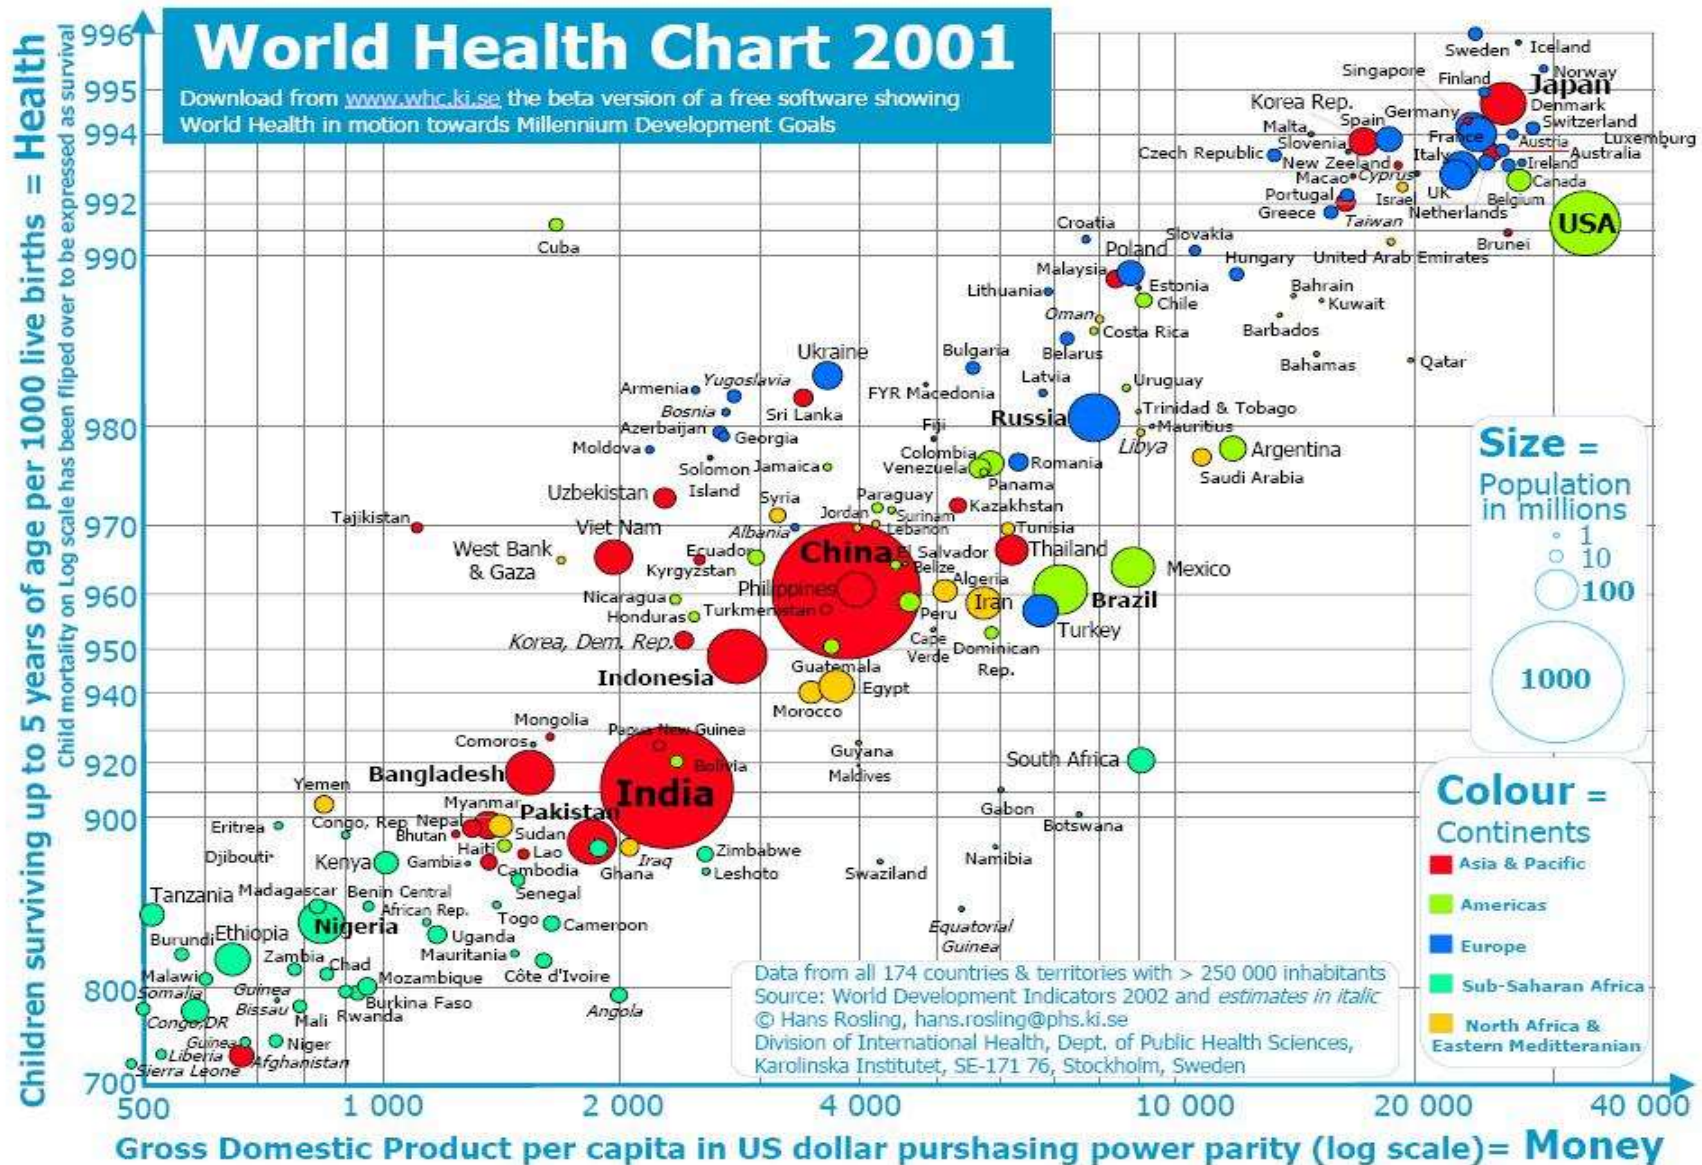 World Health Chart 2001
Download from www.whc.ki.se the beta version of a free software showing
World Health in motion towards Millennium Development Goals
Children surviving up to 5 years of age per 1000 live births = Health
Child mortality on Log scale has been fliped over to be expressed as survival
996
995
994
992
990
980
970
960
950
940
920
900
800
700
Sweden
Iceland
Singapore
Finland
Norway
Japan
Korea Rep.
Spain
Germany
Denmark
Malta
Switzerland
Slovenia
France
Austria
Luxemburg
Czech Republic
New Zeeland
Italy
Australia
Ireland
Macao
Cyprus
Canada
Portugal
Israel
UK
Belgium
Greece
Taiwan
Netherlands
USA
Cuba
Croatia
Slovakia
Brunei
Poland
Hungary
United Arab Emirates
Malaysia
Lithuania
Estonia
Bahrain
Chile
Kuwait
Oman
Costa Rica
Barbados
Ukraine
Bulgaria
Belarus
Bahamas
Qatar
Armenia
Yugoslavia
Latvia
Uruguay
FYR Macedonia
Bosnia
Sri Lanka
Russia
Trinidad & Tobago
Azerbaijan
Georgia
Fiji
Mauritius
Libya
Moldova
Colombia
Argentina
Solomon
Island
Jamaica
Venezuela
Romania
Panama
Saudi Arabia
Uzbekistan
Syria
Paraguay
Kazakhstan
Tajikistan
Viet Nam
Albania
Jordan
Surinam
Lebanon
Tunisia
West Bank
& Gaza
Ecuador
China
El Salvador
Thailand
Kyrgyzstan
Belize
Mexico
Philippines
Algeria
Nicaragua
Turkmenistan
Iran
Brazil
Honduras
Peru
Turkey
Korea, Dem. Rep.
Cape
Verde
Dominican
Rep.
Indonesia
Guatemala
Egypt
Morocco
Mongolia
Papua New Guinea
Comoros
Guyana
Bangladesh
Bolivia
Maldives
South Africa
Yemen
India
Gabon
Myanmar
Pakistan
Botswana
Eritrea
Congo, Rep
Nepal
Bhutan
Sudan
Djibouti
Kenya
Gambia
Haiti
Lao
Iraq
Zimbabwe
Namibia
Cambodia
Ghana
Leshoto
Swaziland
Tanzania
Madagascar
Benin
Central
African Rep.
Senegal
Togo
Cameroon
Equatorial
Guinea
Nigeria
Burundi
Ethiopia
Uganda
Zambia
Chad
Mauritania
Malawi
Mozambique
Côte d'Ivoire
Somalia
Guinea
Bissau
Burkina Faso
Angola
Congo,DR
Mali
Rwanda
Guinea
Niger
Liberia
Afghanistan
Sierra Leone
Size =
Population
in millions
1
10
100
1000
Colour =
Continents
Asia & Pacific
Americas
Europe
Sub-Saharan Africa
North Africa &
Eastern Meditteranian
Data from all 174 countries & territories with > 250 000 inhabitants
Source: World Development Indicators 2002 and estimates in italic
© Hans Rosling, hans.rosling@phs.ki.se
Division of International Health, Dept. of Public Health Sciences,
Karolinska Institutet, SE-171 76, Stockholm, Sweden
500
1 000
2 000
4 000
10 000
20 000
40 000
Gross Domestic Product per capita in US dollar purshasing power parity (log scale)= Money